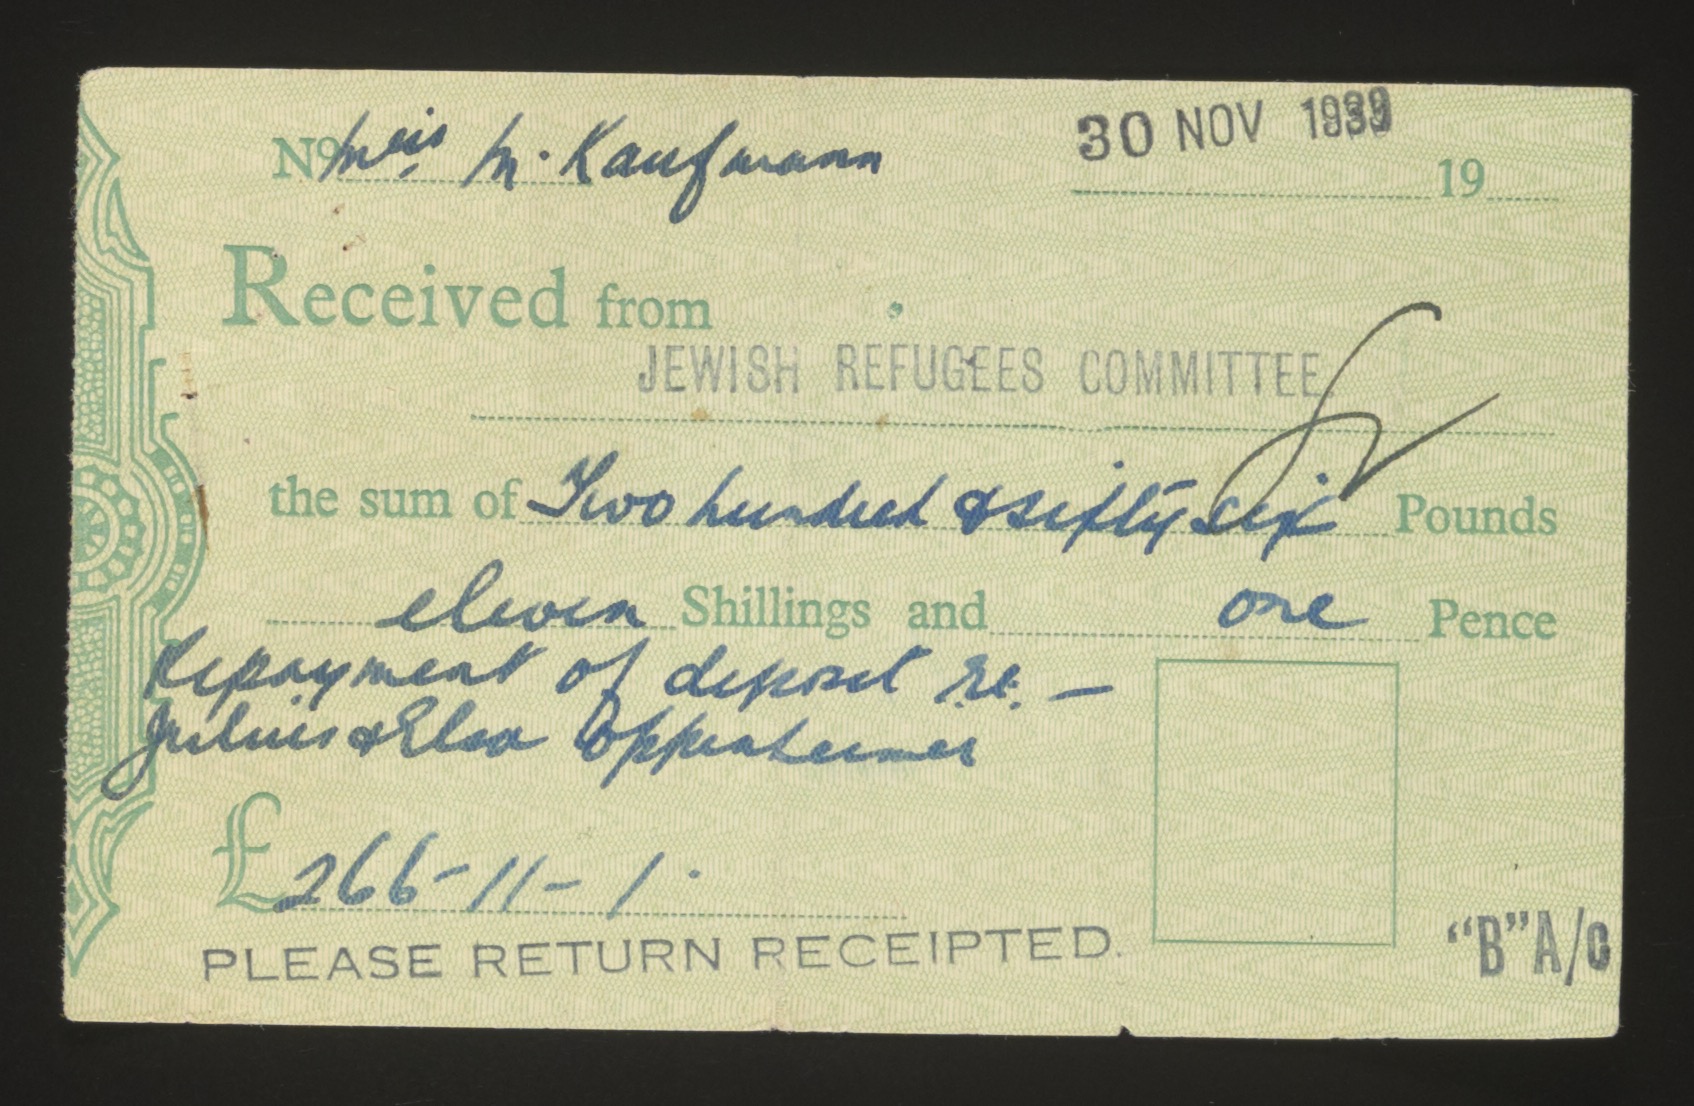 Nº Miss M. Kaufmann
30 NOV 1939
19
Received from
JEWISH REFUGEES COMMITTEE.
the sum of Two hundred & sixty six Pounds
eleven Shillings and one Pence
Repayment of deposit re. —
Julius & Elsa Oppenheimer
£ 266-11-1.
PLEASE RETURN RECEIPTED.
"B" A/C